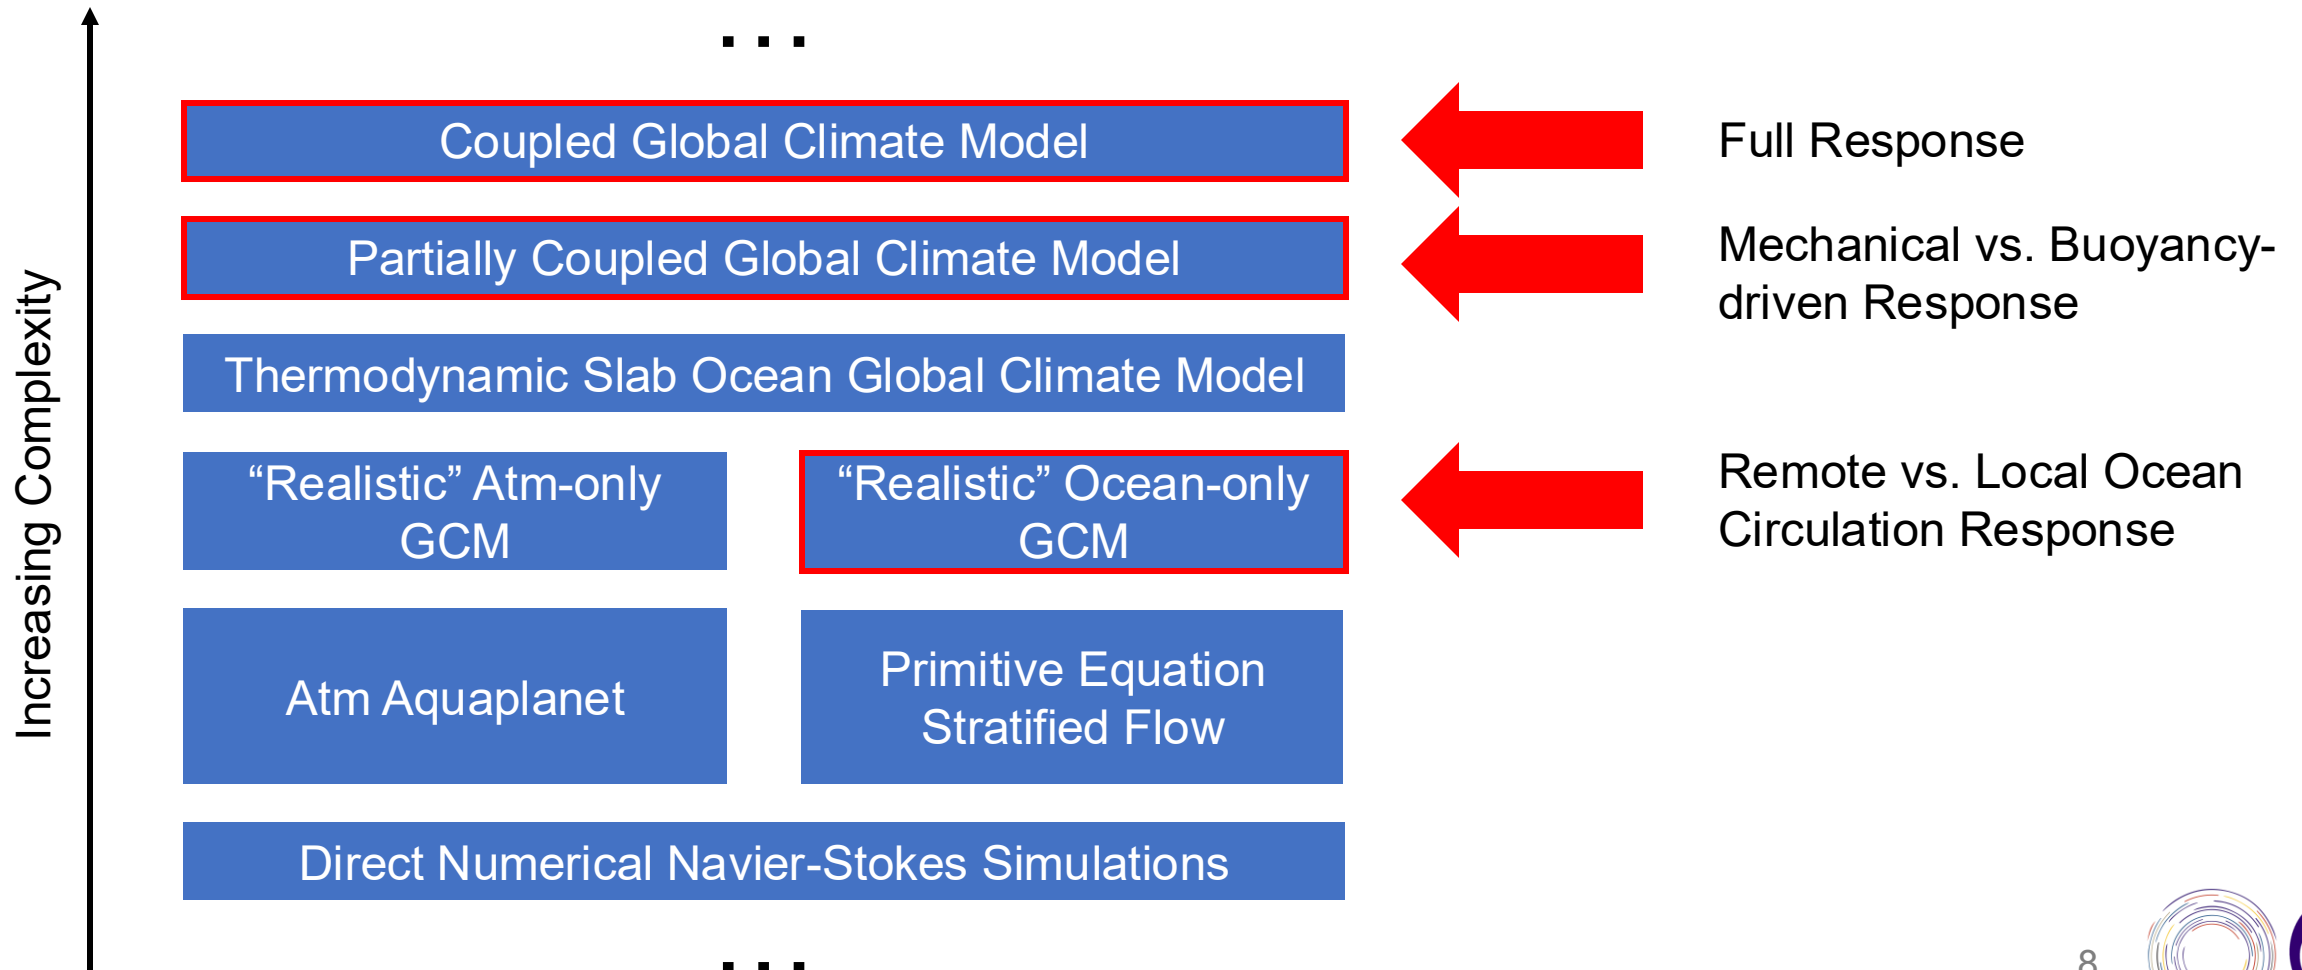 ...
Coupled Global Climate Model
Full Response
Partially Coupled Global Climate Model
Mechanical vs. Buoyancy-
driven Response
Thermodynamic Slab Ocean Global Climate Model
“Realistic” Atm-only
GCM
“Realistic” Ocean-only
GCM
Remote vs. Local Ocean
Circulation Response
Atm Aquaplanet
Primitive Equation
Stratified Flow
Direct Numerical Navier-Stokes Simulations
...
Increasing Complexity
8